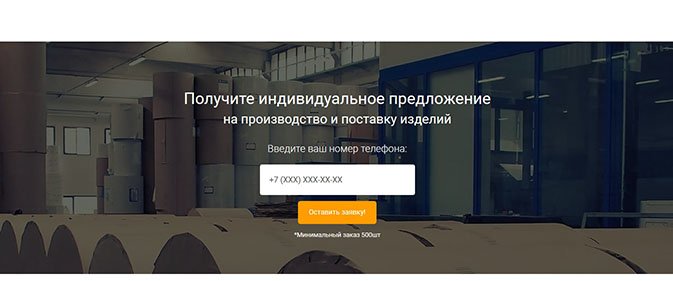 Получите индивидуальное предложение
на производство и поставку изделий
Введите ваш номер телефона:
+7 (XXX) XXX-XX-XX
Оставить заявку!
*Минимальный заказ 500шт